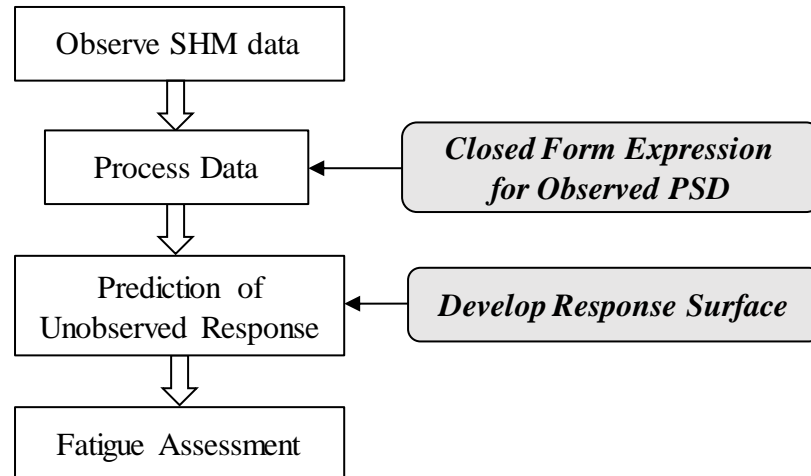 Observe SHM data
Process Data
Closed Form Expression
for Observed PSD
Prediction of
Unobserved Response
Develop Response Surface
Fatigue Assessment